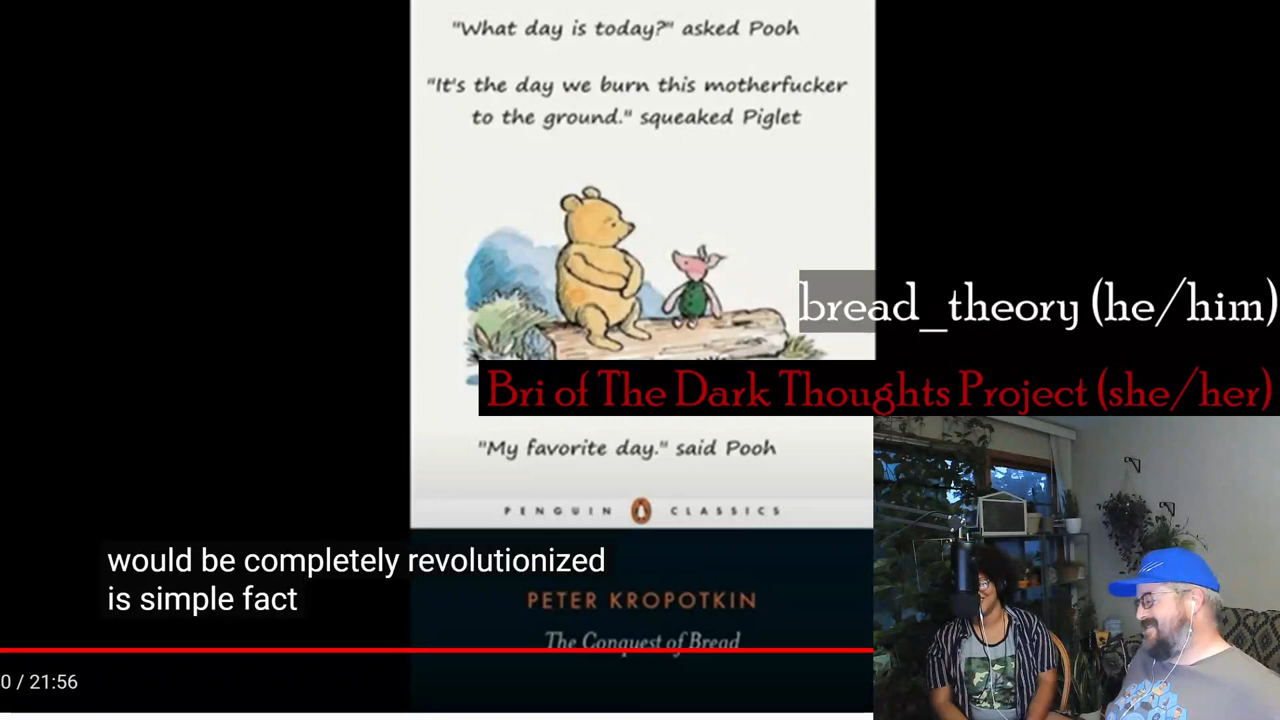 "What day is today?" asked Pooh
"It's the day we burn this motherfucker
to the ground." squeaked Piglet
bread_theory (he/him)
Bri of The Dark Thoughts Project (she/her)
"My favorite day." said Pooh
PENGUIN CLASSICS
would be completely revolutionized
is simple fact
PETER KROPOTKIN
The Conquest of Bread
0 / 21:56